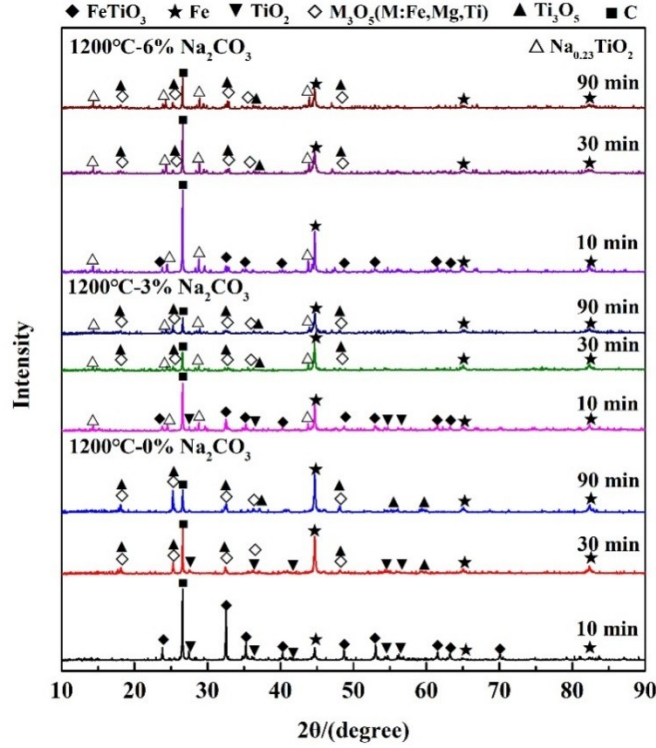 ◆ FeTiO₃ ★ Fe ▼ TiO₂ ◇ M₃O₅(M:Fe,Mg,Ti) ▲ Ti₃O₅ ■ C
1200°C-6% Na₂CO₃
△ Na₀.₂₃TiO₂
90 min
30 min
10 min
1200°C-3% Na₂CO₃
90 min
30 min
10 min
1200°C-0% Na₂CO₃
90 min
30 min
10 min
Intensity
10 20 30 40 50 60 70 80 90
2θ/(degree)